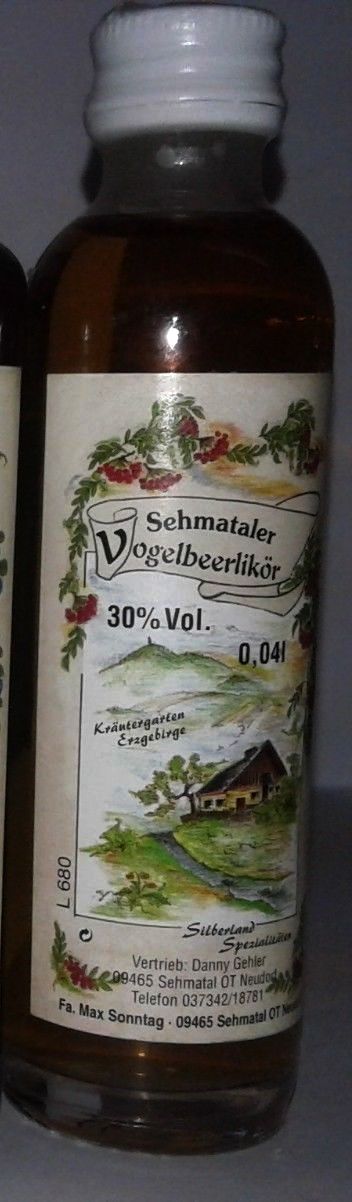 Sehmataler
Vogelbeerlikör
30% Vol.
0,04l
Kräutergarten
Erzgebirge
L 680
Silberland
Spezialitäten
Vertrieb: Danny Gehler
09465 Sehmatal OT Neudorf
Telefon 037342/18781
Fa. Max Sonntag · 09465 Sehmatal OT